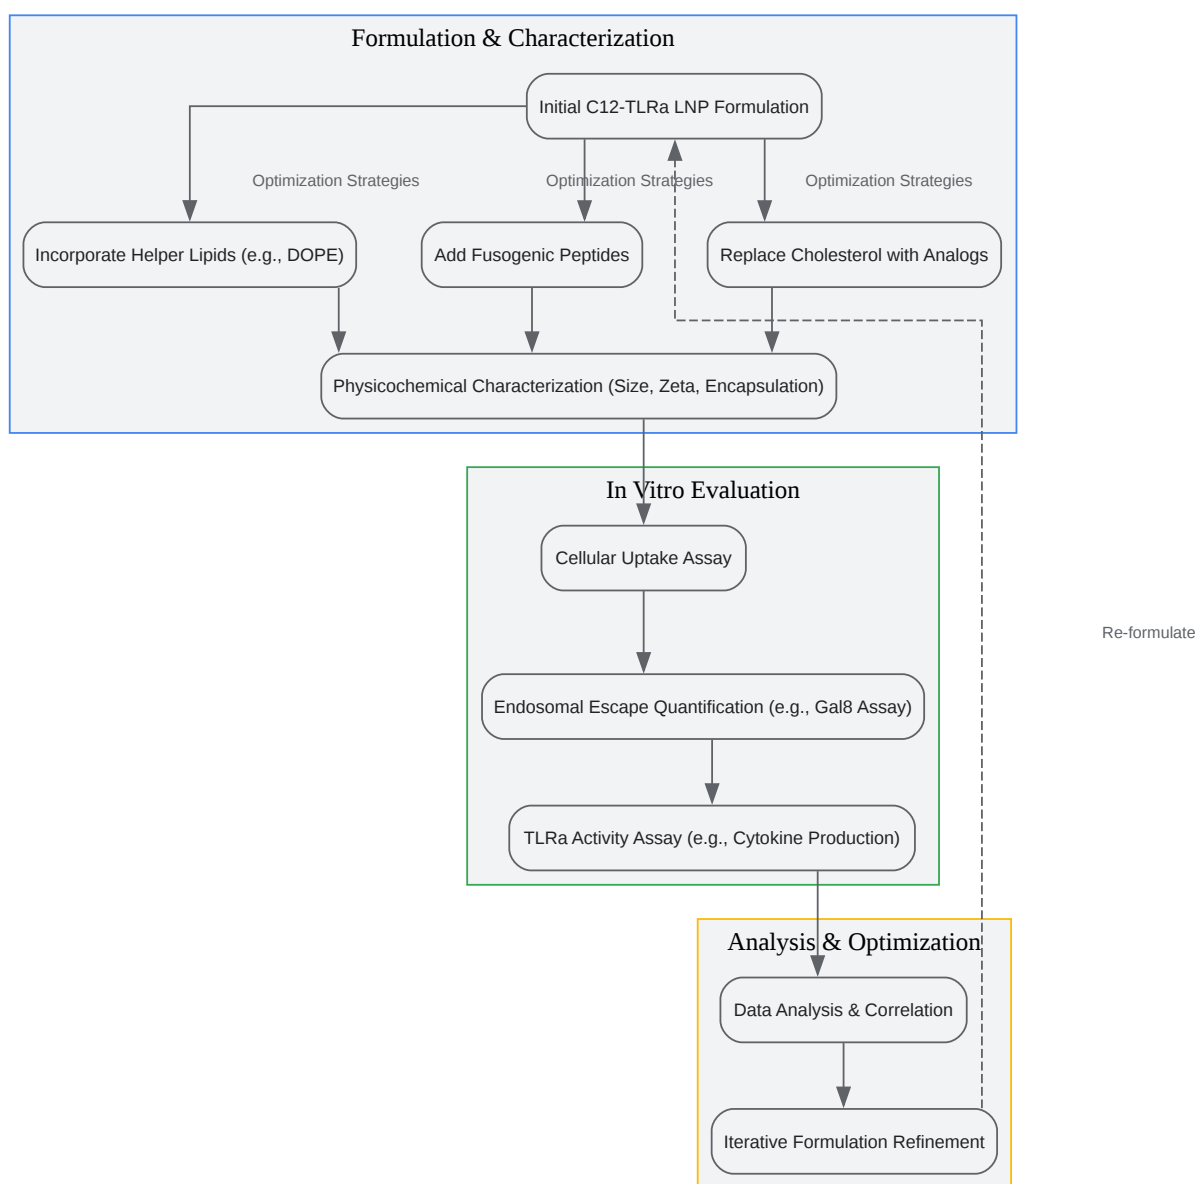 Formulation & Characterization
Initial C12-TLRa LNP Formulation
Optimization Strategies
Optimization Strategies
Optimization Strategies
Incorporate Helper Lipids (e.g., DOPE)
Add Fusogenic Peptides
Replace Cholesterol with Analogs
Physicochemical Characterization (Size, Zeta, Encapsulation)
In Vitro Evaluation
Cellular Uptake Assay
Re-formulate
Endosomal Escape Quantification (e.g., Gal8 Assay)
TLRa Activity Assay (e.g., Cytokine Production)
Analysis & Optimization
Data Analysis & Correlation
Iterative Formulation Refinement